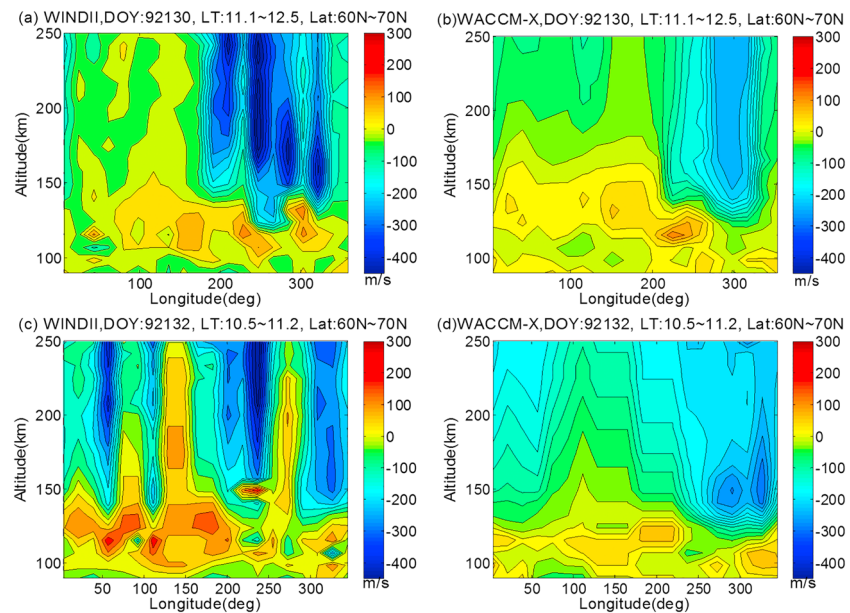 (a) WINDII,DOY:92130, LT:11.1~12.5, Lat:60N~70N
250
200
150
100
Altitude(km)
100 200 300
Longitude(deg)
300
200
100
0
-100
-200
-300
-400
m/s
(b)WACCM-X,DOY:92130, LT:11.1~12.5, Lat:60N~70N
250
200
150
100
Altitude(km)
100 200 300
Longitude(deg)
300
200
100
0
-100
-200
-300
-400
m/s
(c) WINDII,DOY:92132, LT:10.5~11.2, Lat:60N~70N
250
200
150
100
Altitude(km)
50 100 150 200 250 300
Longitude(deg)
300
200
100
0
-100
-200
-300
-400
m/s
(d)WACCM-X,DOY:92132, LT:10.5~11.2, Lat:60N~70N
250
200
150
100
Altitude(km)
50 100 150 200 250 300
Longitude(deg)
300
200
100
0
-100
-200
-300
-400
m/s